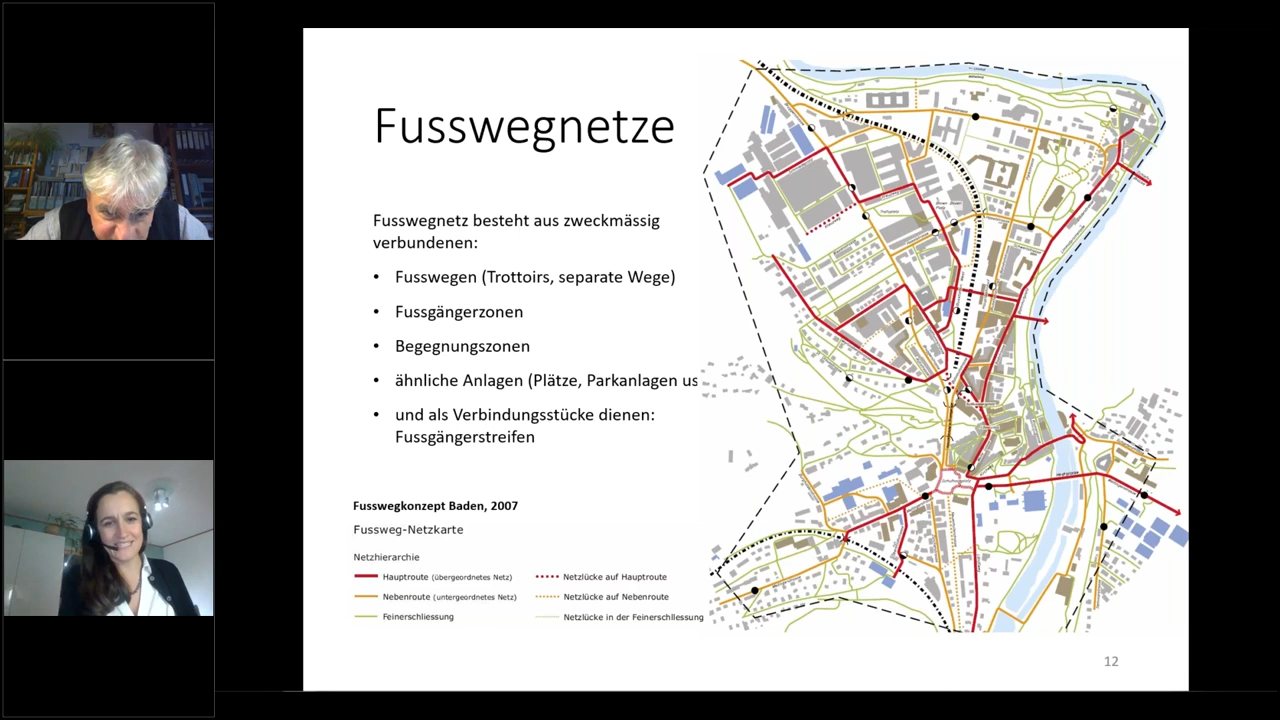 Fusswegnetze
Fusswegnetz besteht aus zweckmässig
verbundenen:
• Fusswegen (Trottoirs, separate Wege)
• Fussgängerzonen
• Begegnungszonen
• ähnliche Anlagen (Plätze, Parkanlagen us
• und als Verbindungsstücke dienen:
Fussgängerstreifen
Fusswegkonzept Baden, 2007
Fussweg-Netzkarte
Netzhierarchie
Hauptroute (übergeordnetes Netz)
Netzlücke auf Hauptroute
Nebenroute (untergeordnetes Netz)
Netzlücke auf Nebenroute
Feinerschliessung
Netzlücke in der Feinerschliessung
12